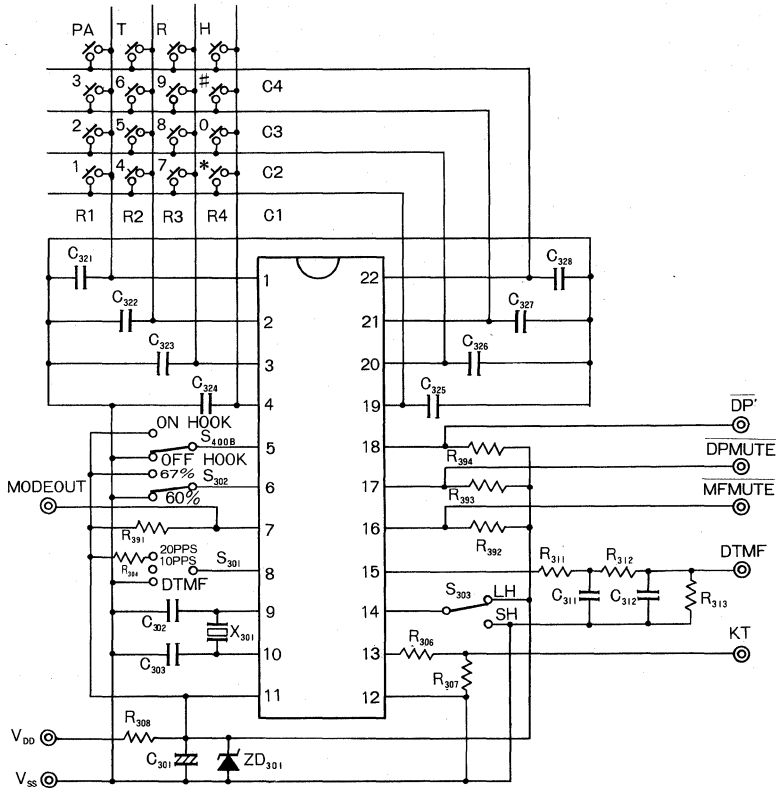 PA T R H
3 6 9 # C4
2 5 8 0 C3
1 4 7 * C2
R1 R2 R3 R4 C1
C321 1 22 C328
C322 2 21 C327
C323 3 20 C326
C324 4 19 C325
ON HOOK
S400B 5 18 R394 DP'
OFF HOOK
67% S302 6 17 R393 DPMUTE
60%
MODEOUT R391 7 16 R392 MFMUTE
20PPS
R304 10PPS S301 8 15 R311 R312 DTMF
DTMF
C311 C312 R313
C302 9 14 S303 LH
SH
X301
C303 10 13 R306 KT
11 12 R307
VDD R308
C301 ZD301
VSS